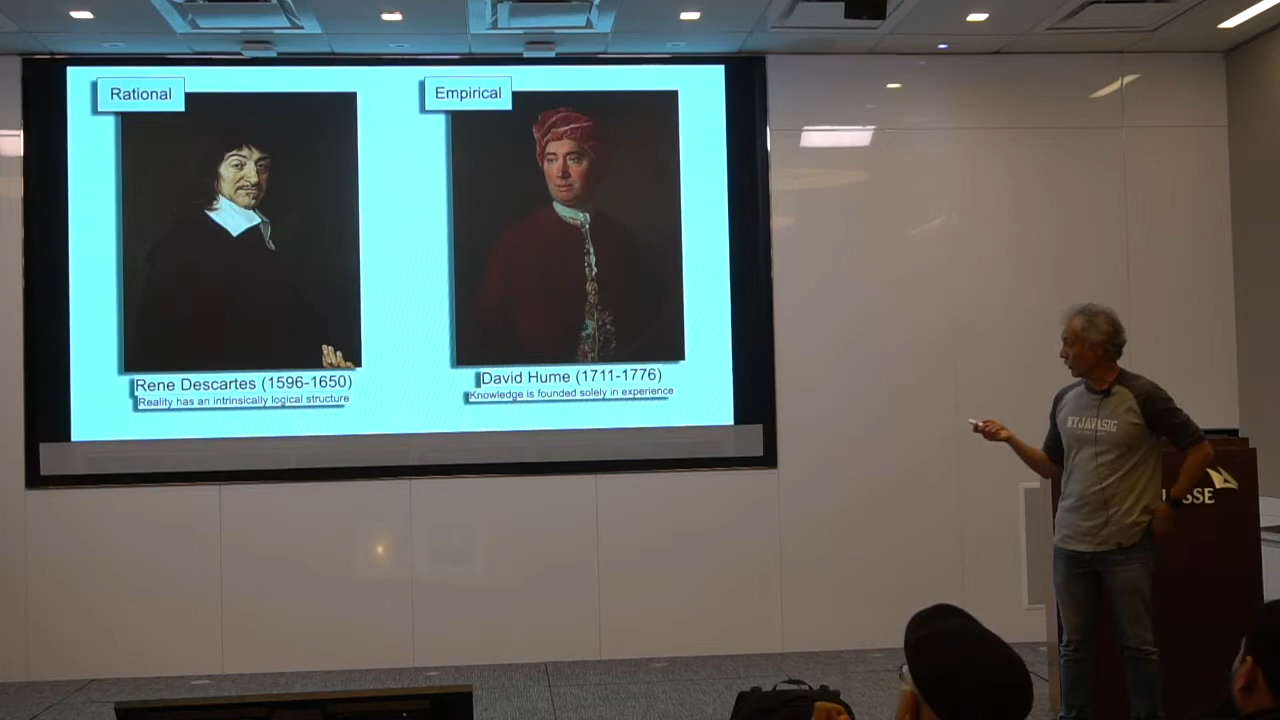 Rational
Empirical
Rene Descartes (1596-1650)
Reality has an intrinsically logical structure
David Hume (1711-1776)
Knowledge is founded solely in experience
NYJAVASIG